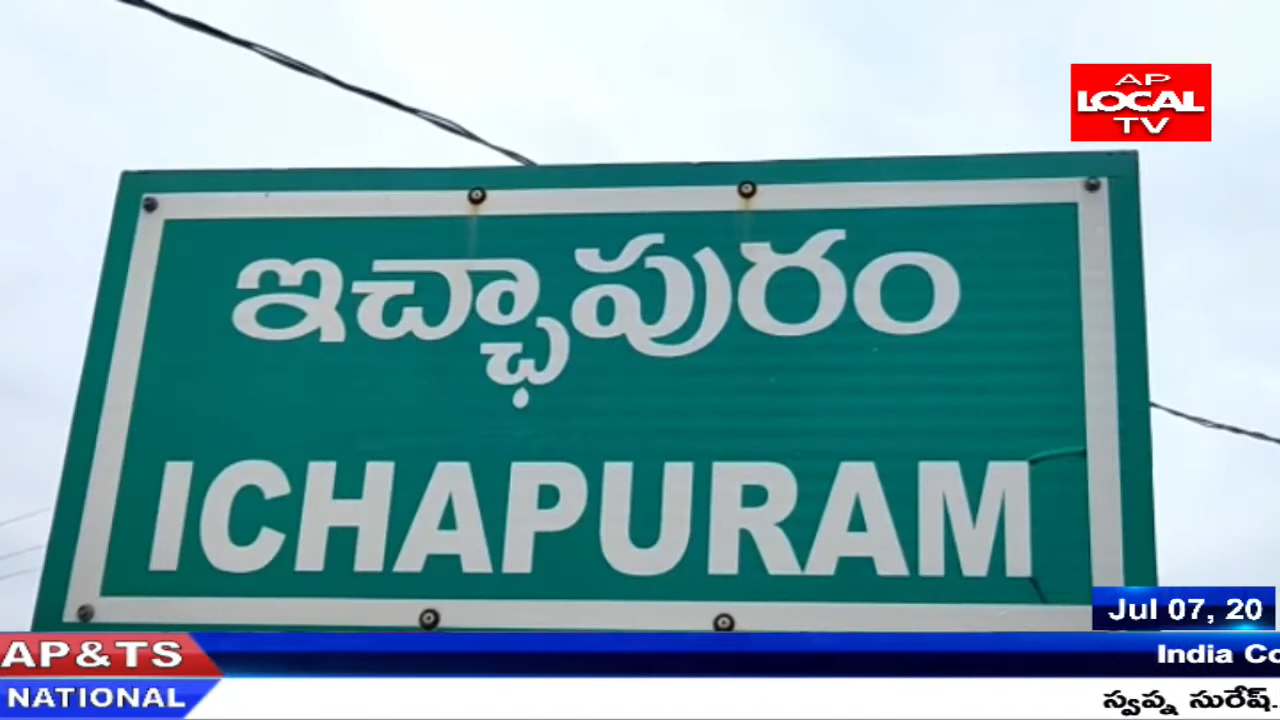 AP
LOCAL
TV
ఇచ్ఛాపురం
ICHAPURAM
Jul 07, 20
AP&TS
India Co
NATIONAL
స్వప్న సురేష్.